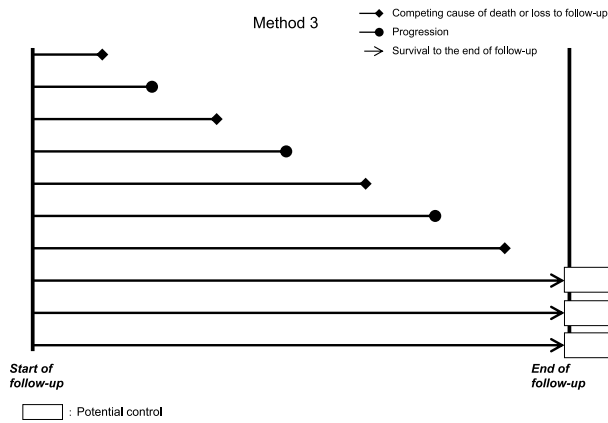 Method 3
Competing cause of death or loss to follow-up
Progression
Survival to the end of follow-up
Start of
follow-up
End of
follow-up
: Potential control